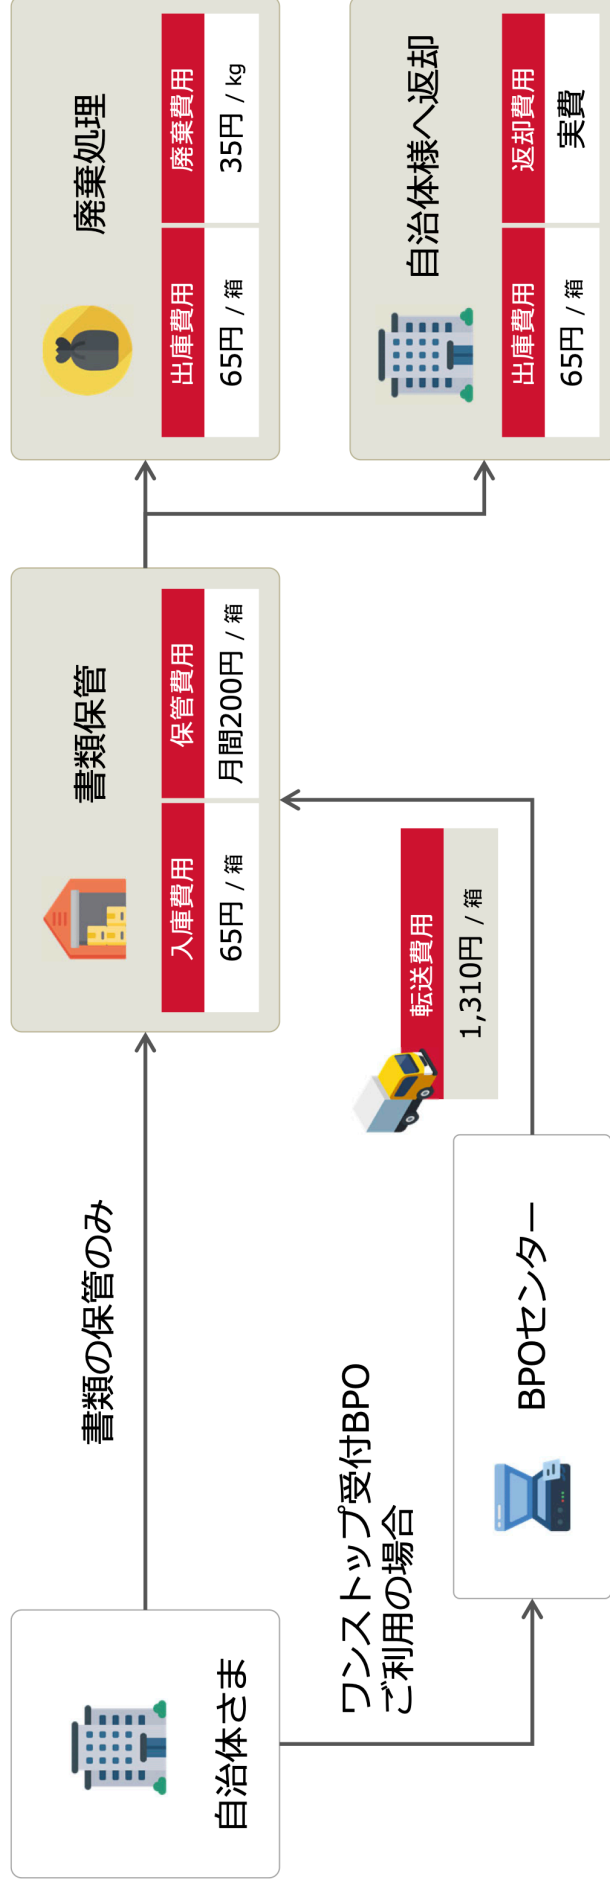 自治体さま
書類の保管のみ
ワンストップ受付BPO
ご利用の場合
BPOセンター
転送費用
1,310円 / 箱
書類保管
入庫費用
保管費用
65円 / 箱
月間200円 / 箱
廃棄処理
出庫費用
廃棄費用
65円 / 箱
35円 / kg
自治体様へ返却
出庫費用
返却費用
65円 / 箱
実費